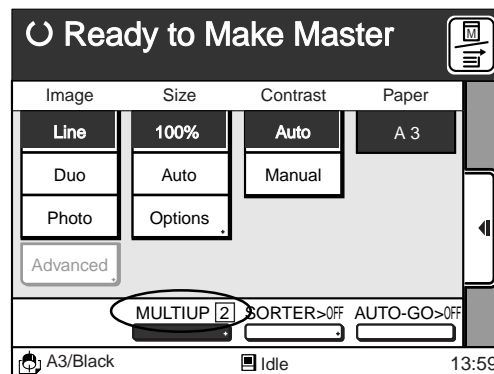 Ready to Make Master
M
Image Size Contrast Paper
Line 100% Auto A 3
Duo Auto Manual
Photo Options
Advanced
MULTIUP 2 SORTER>OFF AUTO-GO>OFF
A3/Black Idle 13:59